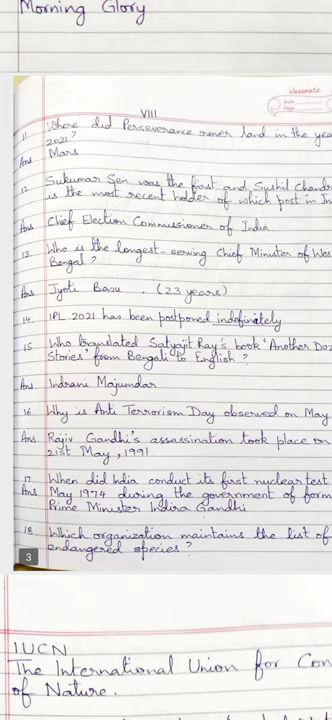 Morning Glory
classmate
Date
Page
VIII
11. Where did Perseverance rover land in the yea
2021?
Ans Mars
12. Sukumar Sen was the first and Sushil Chandr
is the most recent holder of which post in In
Ans Chief Election Commissioner of India
13. Who is the longest-serving Chief Minister of Wes
Bengal?
Ans Jyoti Basu. (23 years)
14. IPL 2021 has been postponed indefinitely
15. Who translated Satyajit Ray's book 'Another Doz
Stories' from Bengali to English?
Ans. Indrani Majumdar
16. Why is Anti Terrorism Day observed on May
Ans. Rajiv Gandhi's assassination took place on
21st May, 1991
17. When did India conduct its first nuclear test
Ans May 1974 during the government of form
Prime Minister Indira Gandhi
18. Which organization maintains the list of
endangered species?
3
IUCN
The International Union for Con
of Nature.